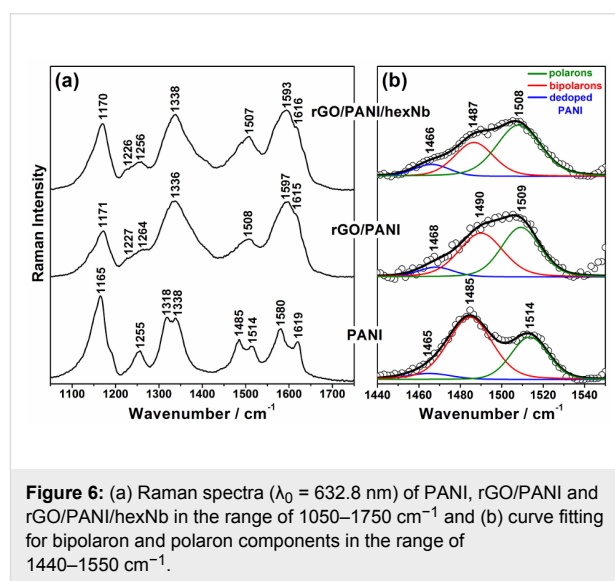 (a)
1170
1226
1256
1338
1507
1593
1616
rGO/PANI/hexNb
1171
1227
1264
1336
1508
1597
1615
rGO/PANI
1165
1255
1318
1338
1485
1514
1580
1619
PANI
Raman Intensity
1100 1200 1300 1400 1500 1600 1700
Wavenumber / cm⁻¹
(b)
polarons
bipolarons
dedoped
PANI
1466
1487
1508
1468
1490
1509
1465
1485
1514
1440 1460 1480 1500 1520 1540
Wavenumber / cm⁻¹
Figure 6: (a) Raman spectra (λ₀ = 632.8 nm) of PANI, rGO/PANI and
rGO/PANI/hexNb in the range of 1050–1750 cm⁻¹ and (b) curve fitting
for bipolaron and polaron components in the range of
1440–1550 cm⁻¹.